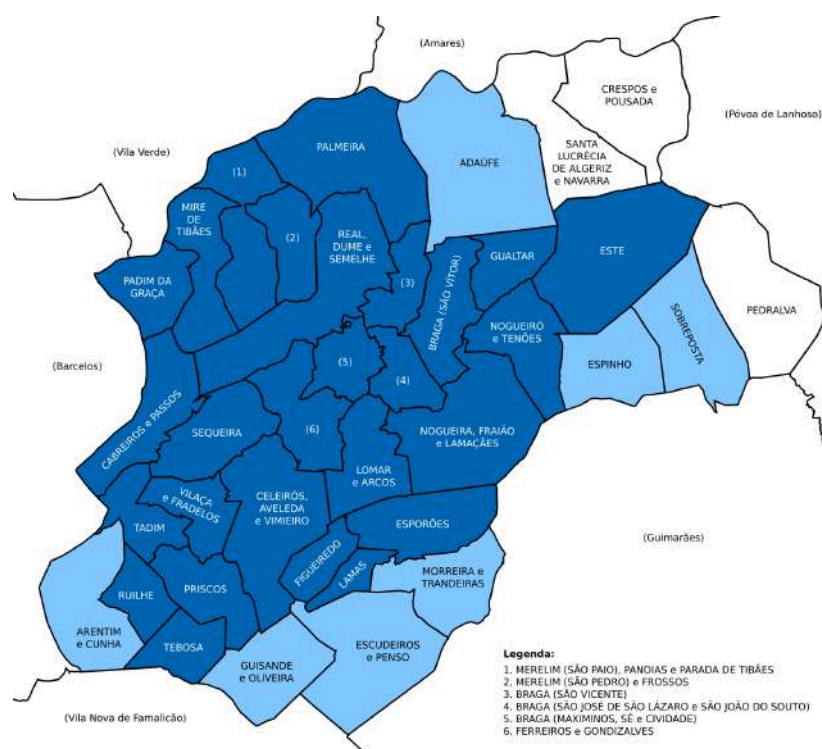 (Amares)
CRESPOS e
POUSADA
(Póvoa de Lanhoso)
(Vila Verde)
PALMEIRA
ADAÚFE
SANTA
LUCRÉCIA
DE ALGERIZ
e NAVARRA
(1)
MIRE
DE
TIBÃES
(2)
REAL,
DUME e
SEMELHE
(3)
BRAGA (SÃO VÍTOR)
GUALTAR
ESTE
PADIM DA
GRAÇA
SOBREPOSTA
PEDRALVA
NOGUEIRÓ
e TENÕES
(Barcelos)
(5)
ESPINHO
(4)
CABREIROS e PASSOS
SEQUEIRA
(6)
NOGUEIRA, FRAIÃO
e LAMAÇÃES
LOMAR
e ARCOS
VILAÇA
e FRADELOS
CELEIRÓS,
AVELEDA
e VIMIEIRO
TADIM
ESPORÕES
(Guimarães)
FIGUEIREDO
LAMAS
MORREIRA e
TRANDEIRAS
RUILHE
PRISCOS
ARENTIM
e CUNHA
TEBOSA
GUISANDE
e OLIVEIRA
ESCUDEIROS
e PENSO
(Vila Nova de Famalicão)
Legenda:
1. MERELIM (SÃO PAIO), PANOIAS e PARADA DE TIBÃES
2. MERELIM (SÃO PEDRO) e FROSSOS
3. BRAGA (SÃO VICENTE)
4. BRAGA (SÃO JOSÉ DE SÃO LÁZARO e SÃO JOÃO DO SOUTO)
5. BRAGA (MAXIMINOS, SÉ e CIVIDADE)
6. FERREIROS e GONDIZALVES